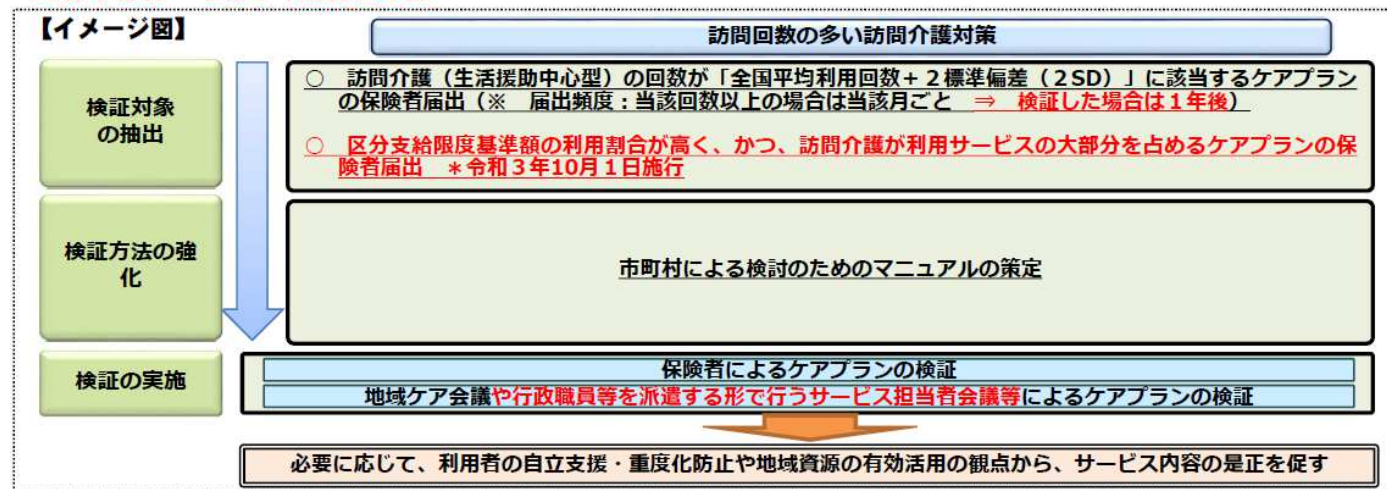 【イメージ図】
訪問回数の多い訪問介護対策
検証対象
の抽出
○　訪問介護（生活援助中心型）の回数が「全国平均利用回数＋２標準偏差（２SD）」に該当するケアプラン
の保険者届出（※　届出頻度：当該回数以上の場合は当該月ごと　⇒　検証した場合は１年後）
○　区分支給限度基準額の利用割合が高く、かつ、訪問介護が利用サービスの大部分を占めるケアプランの保
険者届出　＊令和３年10月１日施行
検証方法の強
化
市町村による検討のためのマニュアルの策定
検証の実施
保険者によるケアプランの検証
地域ケア会議や行政職員等を派遣する形で行うサービス担当者会議等によるケアプランの検証
必要に応じて、利用者の自立支援・重度化防止や地域資源の有効活用の観点から、サービス内容の是正を促す